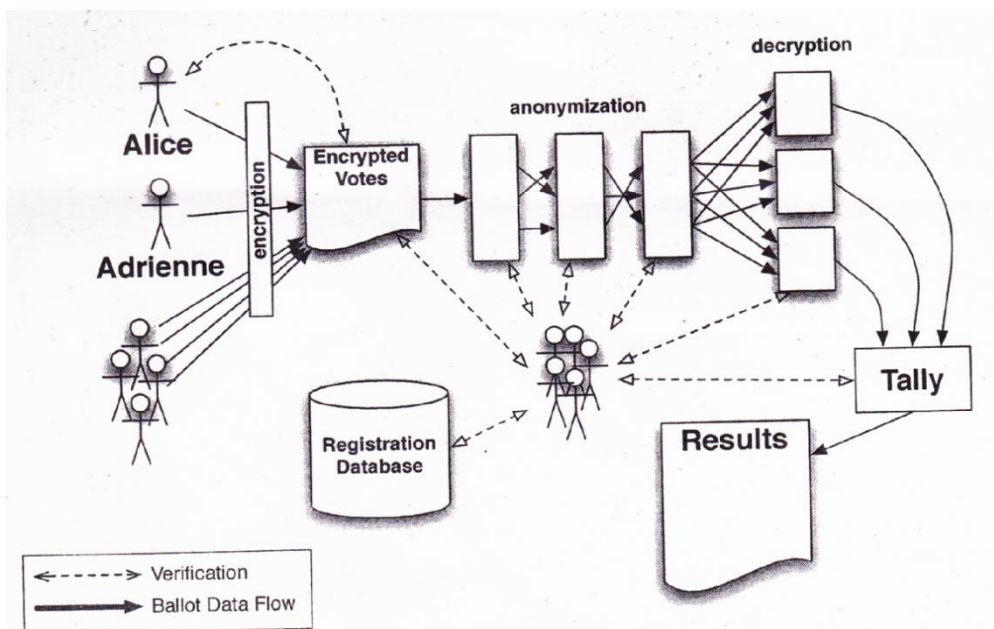 decryption
anonymization
Alice
encryption
Encrypted
Votes
Adrienne
Registration
Database
Tally
Results
Verification
Ballot Data Flow